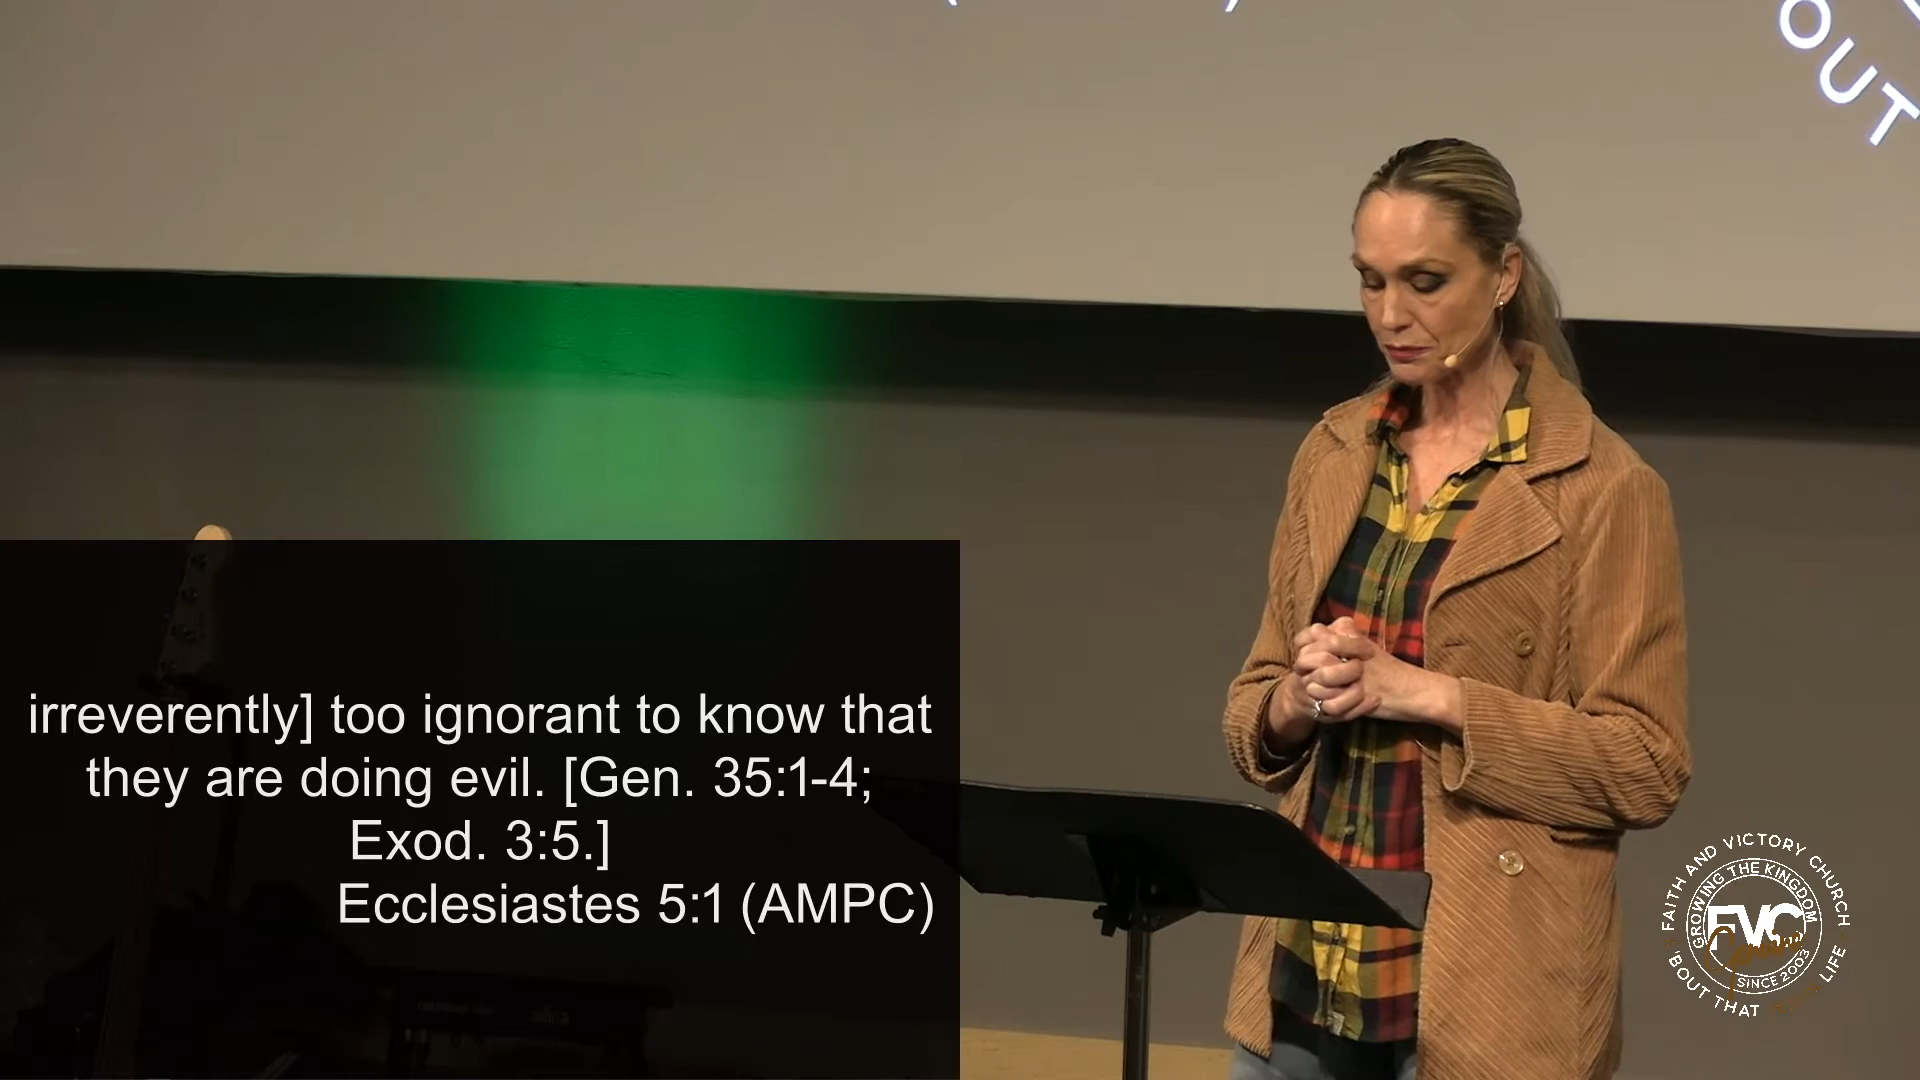 OUT
irreverently] too ignorant to know that
they are doing evil. [Gen. 35:1-4;
Exod. 3:5.]
Ecclesiastes 5:1 (AMPC)
FAITH AND VICTORY CHURCH
GROWING THE KINGDOM
FVC
SINCE 2003
'BOUT THAT
LIFE